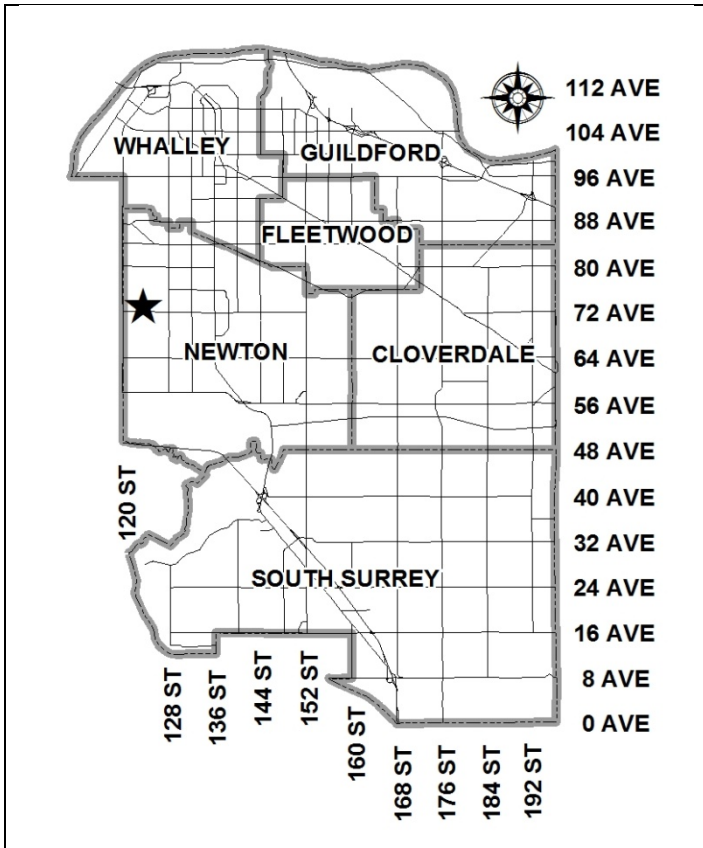 112 AVE
104 AVE
WHALLEY
GUILDFORD
96 AVE
88 AVE
FLEETWOOD
80 AVE
72 AVE
NEWTON
CLOVERDALE
64 AVE
56 AVE
48 AVE
120 ST
40 AVE
32 AVE
SOUTH SURREY
24 AVE
16 AVE
8 AVE
0 AVE
128 ST
136 ST
144 ST
152 ST
160 ST
168 ST
176 ST
184 ST
192 ST